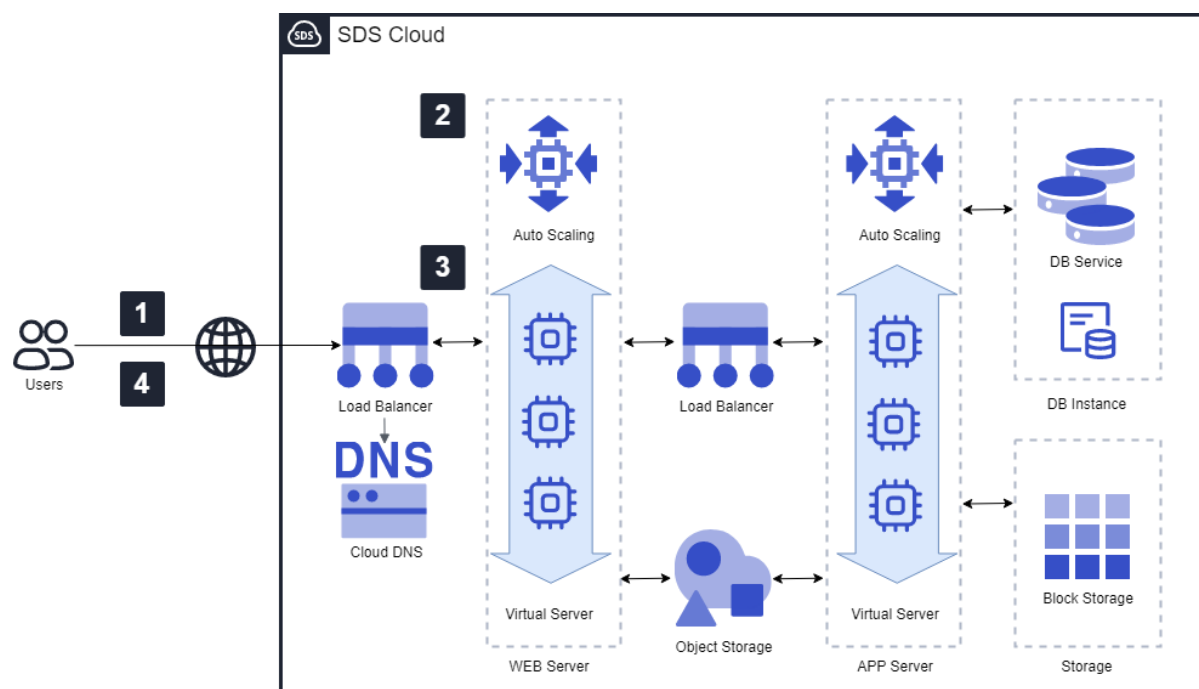 SDS
SDS Cloud
2
Auto Scaling
Auto Scaling
DB Service
3
1
4
Users
Load Balancer
Load Balancer
DB Instance
DNS
Cloud DNS
Virtual Server
WEB Server
Object Storage
Virtual Server
APP Server
Block Storage
Storage